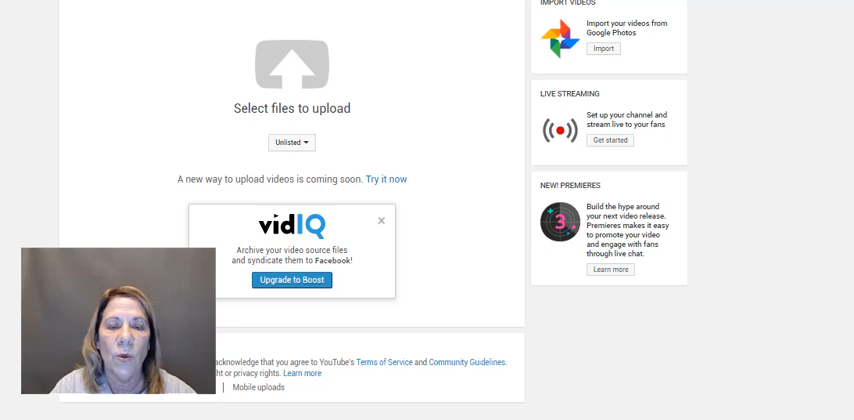 Select files to upload
Unlisted
A new way to upload videos is coming soon. Try it now
vidIQ
Archive your video source files
and syndicate them to Facebook!
Upgrade to Boost
acknowledge that you agree to YouTube's Terms of Service and Community Guidelines.
ht or privacy rights. Learn more
Mobile uploads
IMPORT VIDEOS
Import your videos from
Google Photos
Import
LIVE STREAMING
Set up your channel and
stream live to your fans
Get started
NEW! PREMIERES
3
Build the hype around
your next video release.
Premieres makes it easy
to promote your video
and engage with fans
through live chat.
Learn more